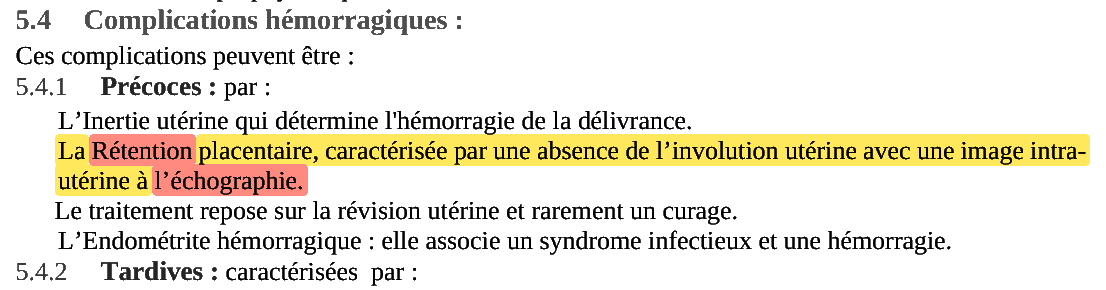 5.4 Complications hémorragiques :
Ces complications peuvent être :
5.4.1 Précoces : par :
L’Inertie utérine qui détermine l'hémorragie de la délivrance.
La Rétention placentaire, caractérisée par une absence de l’involution utérine avec une image intra-
utérine à l’échographie.
Le traitement repose sur la révision utérine et rarement un curage.
L’Endométrite hémorragique : elle associe un syndrome infectieux et une hémorragie.
5.4.2 Tardives : caractérisées par :